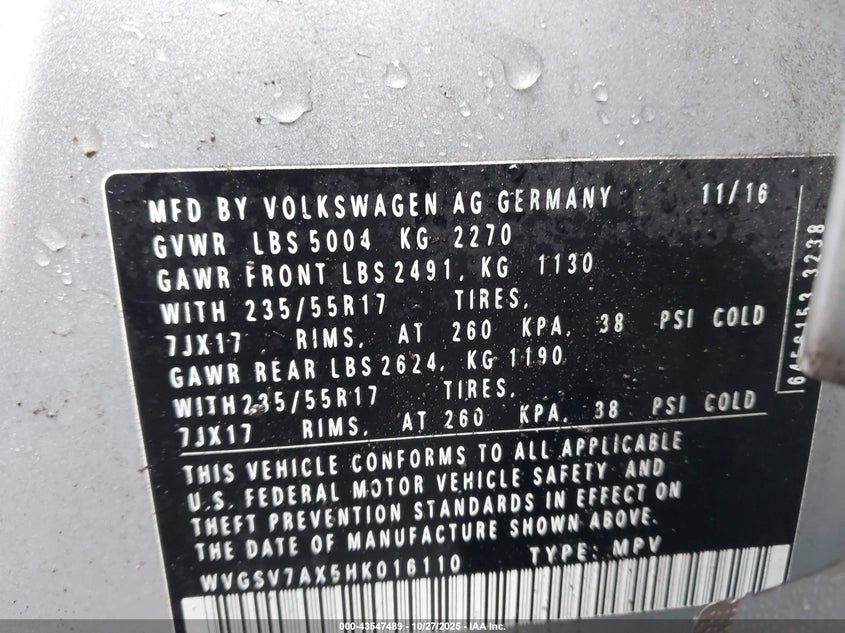 MFD BY VOLKSWAGEN AG GERMANY 11/16
GVWR LBS 5004 KG 2270
GAWR FRONT LBS 2491, KG 1130
WITH 235/55R17 TIRES,
7JX17 RIMS, AT 260 KPA, 38 PSI COLD
GAWR REAR LBS 2624, KG 1190
WITH 235/55R17 TIRES,
7JX17 RIMS, AT 260 KPA, 38 PSI COLD
THIS VEHICLE CONFORMS TO ALL APPLICABLE
U.S. FEDERAL MOTOR VEHICLE SAFETY AND
THEFT PREVENTION STANDARDS IN EFFECT ON
THE DATE OF MANUFACTURE SHOWN ABOVE.
WVGSV7AX5HK016110 TYPE: MPV
3238
000-43547489 - 10/27/2025 - IAA Inc.